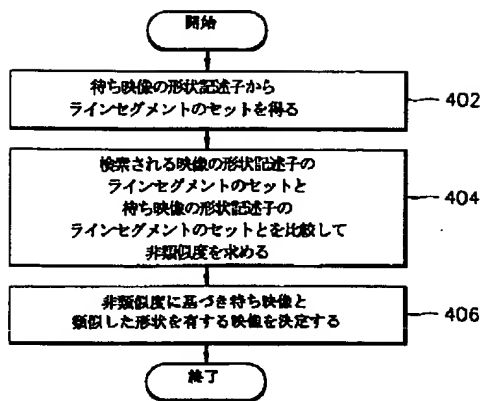 開始
待ち映像の形状記述子から
ラインセグメントのセットを得る
402
検索される映像の形状記述子の
ラインセグメントのセットと
待ち映像の形状記述子の
ラインセグメントのセットとを比較して
非類似度を求める
404
非類似度に基づき待ち映像と
類似した形状を有する映像を決定する
406
終了